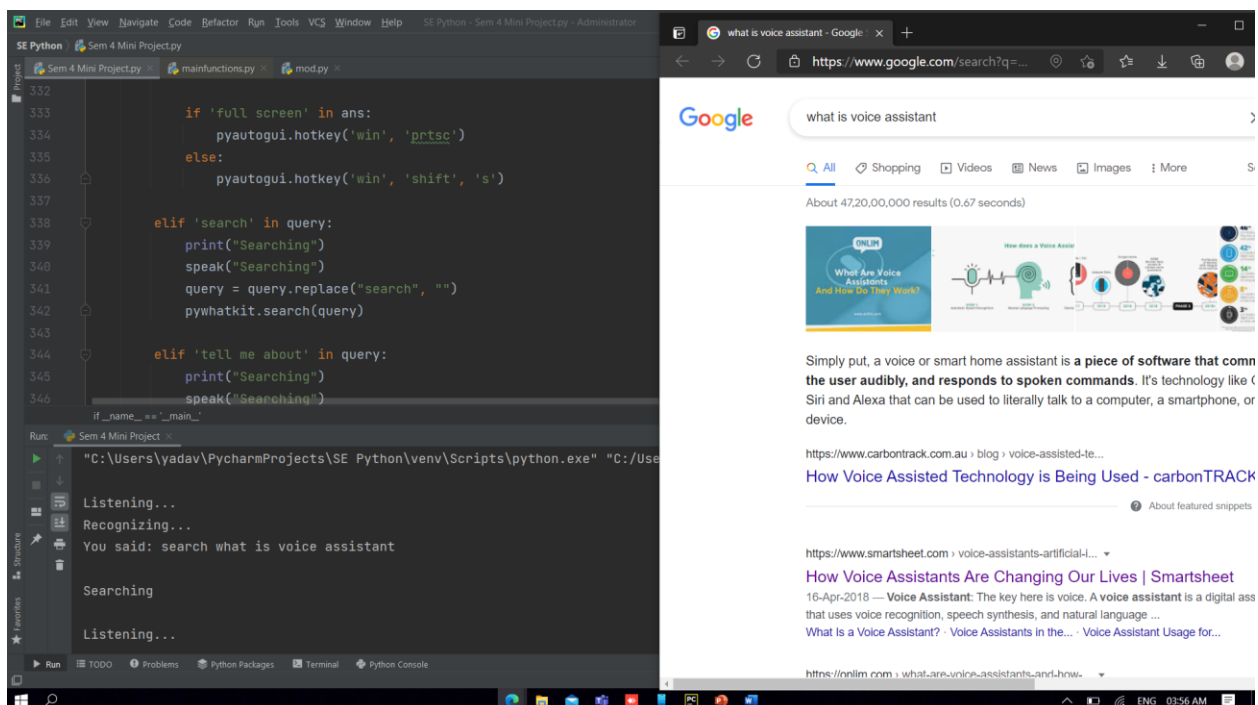 File Edit View Navigate Code Refactor Run Tools VCS Window Help SE Python - Sem 4 Mini Project.py - Administrator
SE Python Sem 4 Mini Project.py
Sem 4 Mini Project.py mainfunctions.py mod.py
Project
332
333 if 'full screen' in ans:
334 pyautogui.hotkey('win', 'prtsc')
335 else:
336 pyautogui.hotkey('win', 'shift', 's')
337
338 elif 'search' in query:
339 print("Searching")
340 speak("Searching")
341 query = query.replace("search", "")
342 pywhatkit.search(query)
343
344 elif 'tell me about' in query:
345 print("Searching")
346 speak("Searching")
if __name__ == '__main__'
Run: Sem 4 Mini Project
"C:\Users\yadav\PycharmProjects\SE Python\venv\Scripts\python.exe" "C:/Use
Listening...
Recognizing...
You said: search what is voice assistant
Searching
Listening...
Structure
Favorites
Run TODO Problems Python Packages Terminal Python Console
what is voice assistant - Google
https://www.google.com/search?q=...
Google
what is voice assistant
All Shopping Videos News Images More
About 47,20,00,000 results (0.67 seconds)
ONLIM
What Are Voice
Assistants
And How Do They Work?
How does a Voice Assis
Simply put, a voice or smart home assistant is a piece of software that comm
the user audibly, and responds to spoken commands. It's technology like
Siri and Alexa that can be used to literally talk to a computer, a smartphone, or
device.
https://www.carbontrack.com.au › blog › voice-assisted-te...
How Voice Assisted Technology is Being Used - carbonTRACK
About featured snippets
https://www.smartsheet.com › voice-assistants-artificial-i...
How Voice Assistants Are Changing Our Lives | Smartsheet
16-Apr-2018 — Voice Assistant: The key here is voice. A voice assistant is a digital ass
that uses voice recognition, speech synthesis, and natural language ...
What Is a Voice Assistant? · Voice Assistants in the... · Voice Assistant Usage for...
https://onlim.com › what-are-voice-assistants-and-how-
ENG 03:56 AM